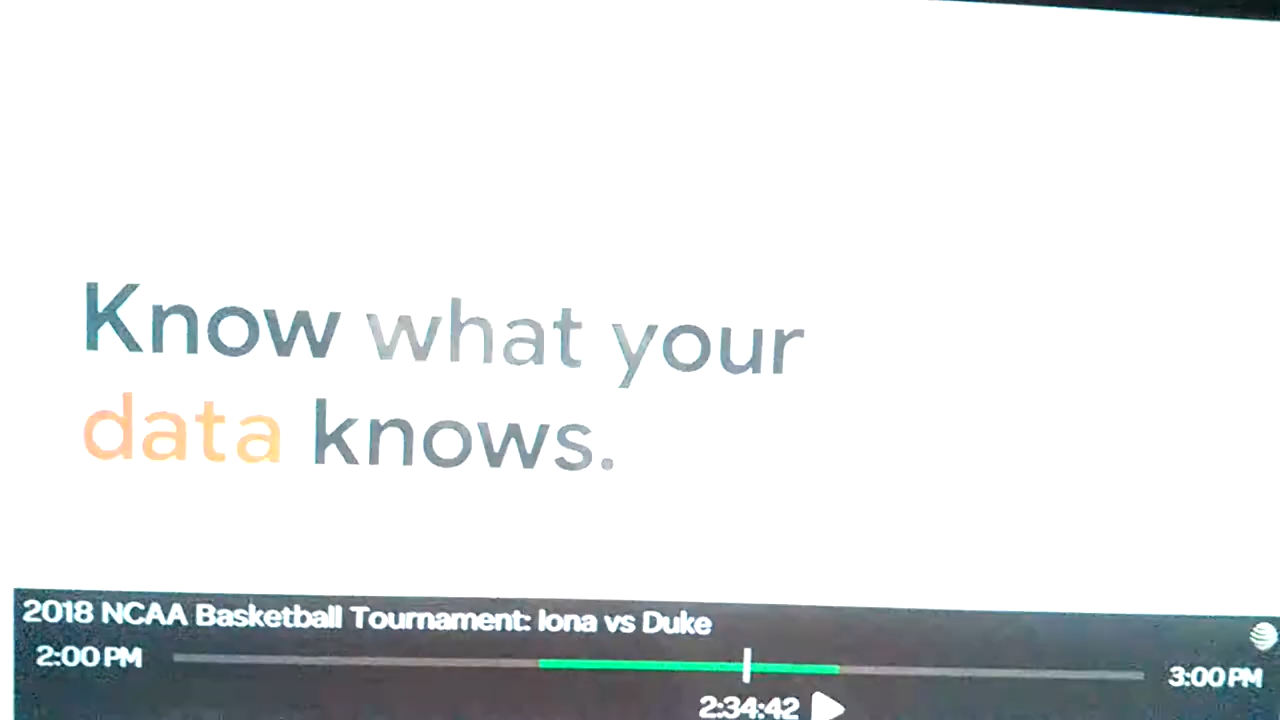 Know what your
data knows.
2018 NCAA Basketball Tournament: Iona vs Duke
2:00 PM
3:00 PM
2:34:42